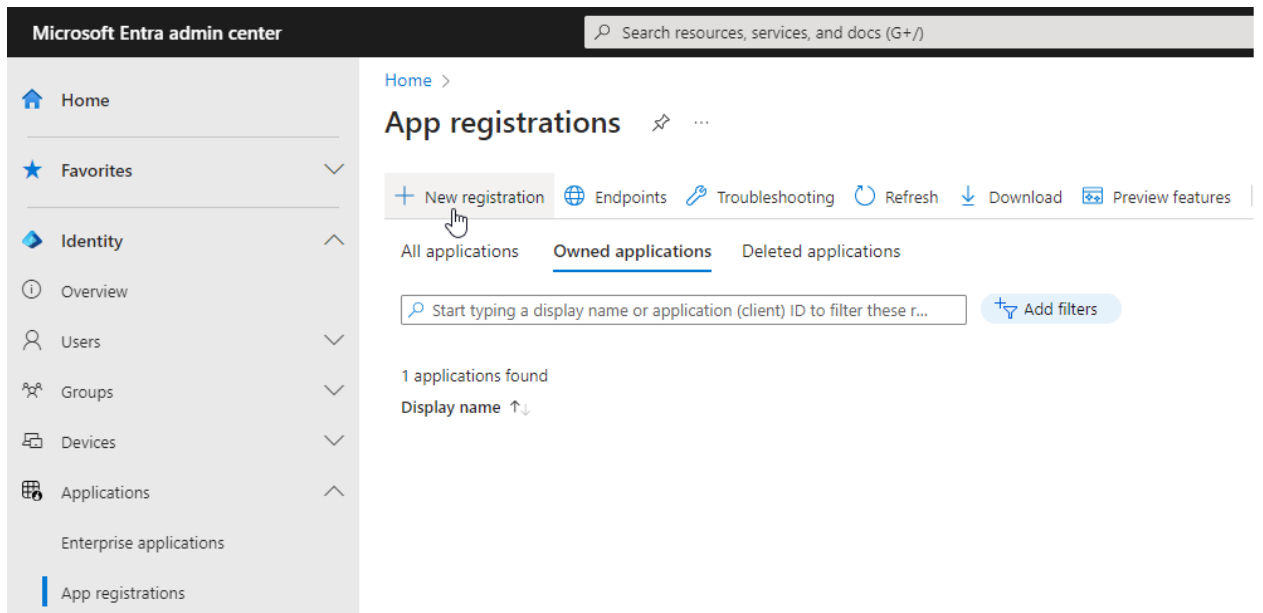 Microsoft Entra admin center
Search resources, services, and docs (G+/)
Home
Favorites
Identity
Overview
Users
Groups
Devices
Applications
Enterprise applications
App registrations
Home >
App registrations
New registration Endpoints Troubleshooting Refresh Download Preview features
All applications Owned applications Deleted applications
Start typing a display name or application (client) ID to filter these r...
Add filters
1 applications found
Display name